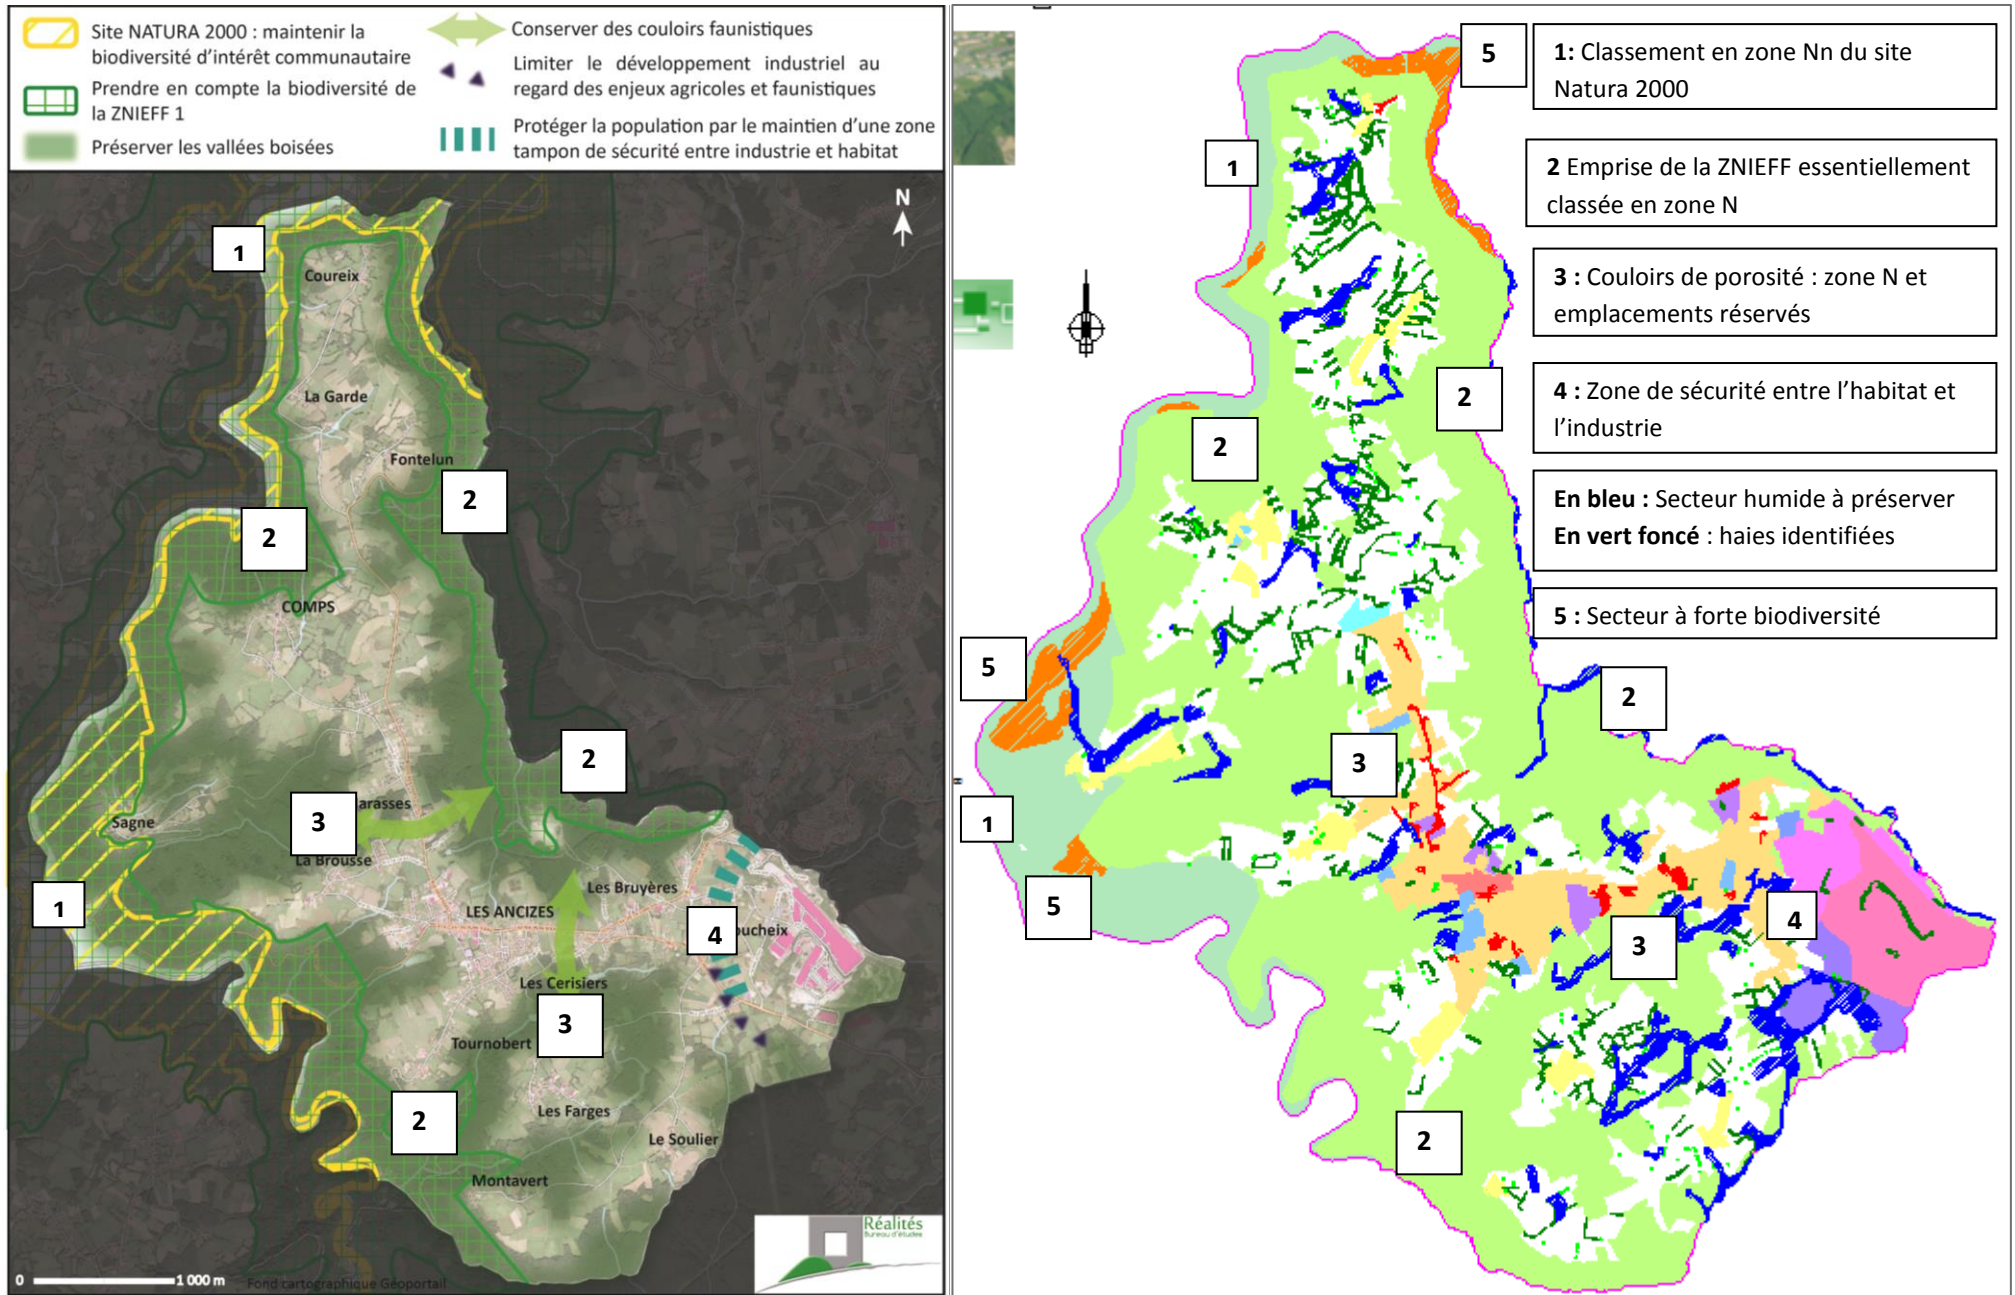 Site NATURA 2000 : maintenir la
biodiversité d'intérêt communautaire
Prendre en compte la biodiversité de
la ZNIEFF 1
Préserver les vallées boisées
Conserver des couloirs faunistiques
Limiter le développement industriel au
regard des enjeux agricoles et faunistiques
Protéger la population par le maintien d'une zone
tampon de sécurité entre industrie et habitat
N
1
Coureix
La Garde
Fontelun
2
2
COMPS
2
3
arasses
Sagne
La Brousse
1
Les Bruyères
LES ANCIZES
4
oucheix
Les Cerisiers
3
Tournobert
2
Les Farges
Le Soulier
Montavert
0
1 000 m
Fond cartographique Géoportail
Réalités
Bureau d'études
5
1
2
2
5
2
3
1
5
3
4
2
1: Classement en zone Nn du site
Natura 2000
2 Emprise de la ZNIEFF essentiellement
classée en zone N
3 : Couloirs de porosité : zone N et
emplacements réservés
4 : Zone de sécurité entre l'habitat et
l'industrie
En bleu : Secteur humide à préserver
En vert foncé : haies identifiées
5 : Secteur à forte biodiversité